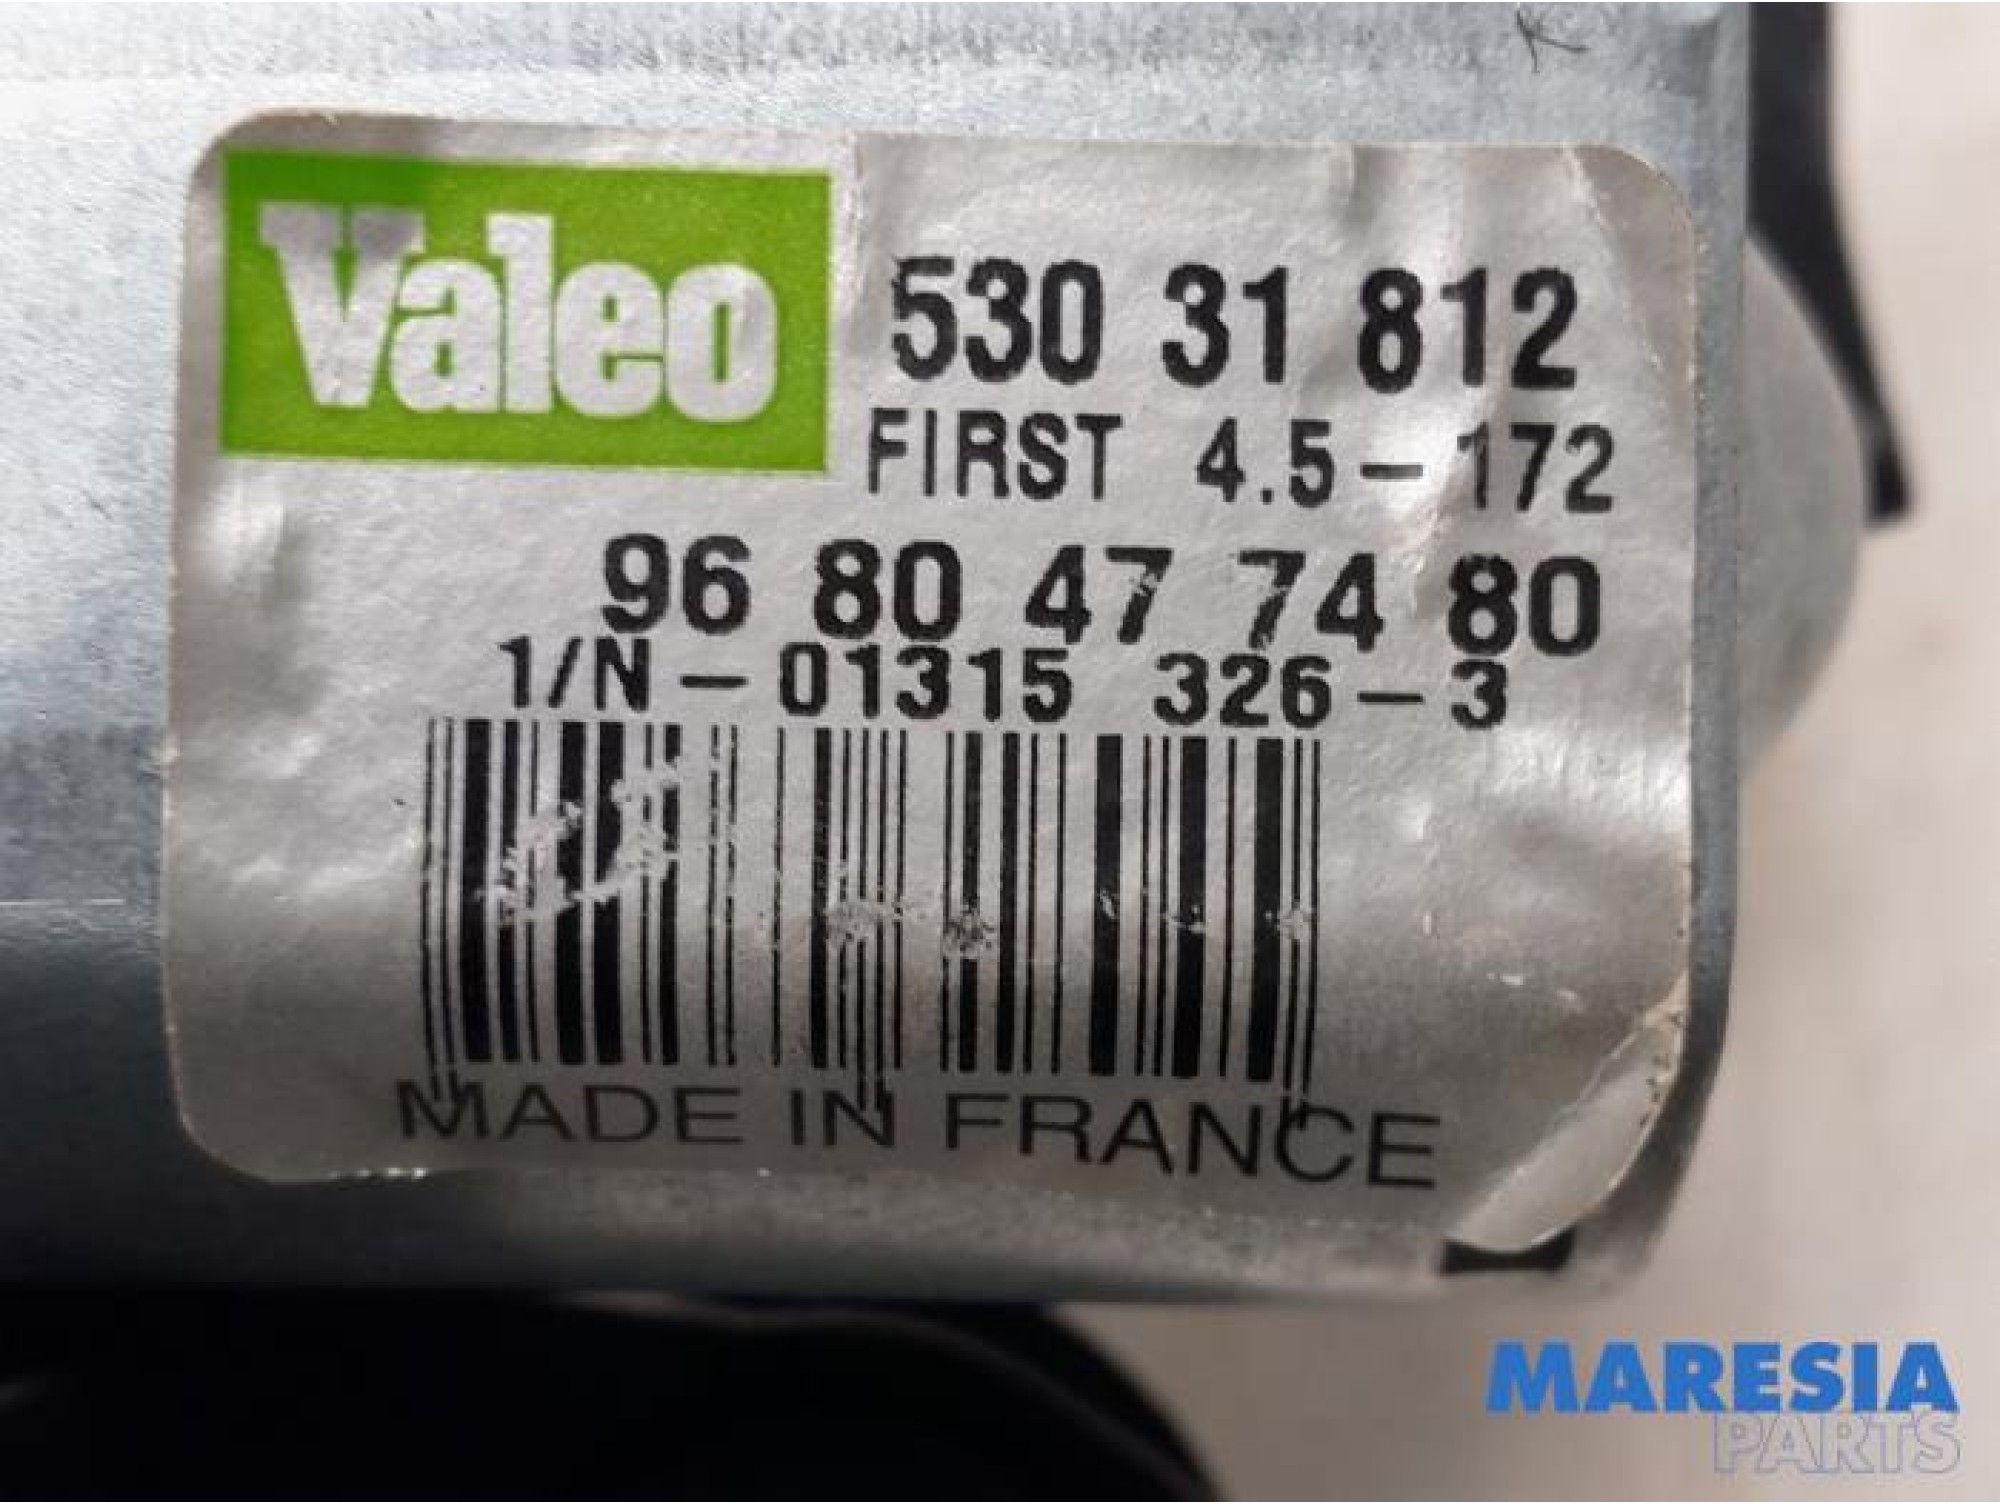 Valeo
530 31 812
FIRST 4.5-172
96 80 47 74 80
1/N-01315 326-3
MADE IN FRANCE
MARESIA
PARTS